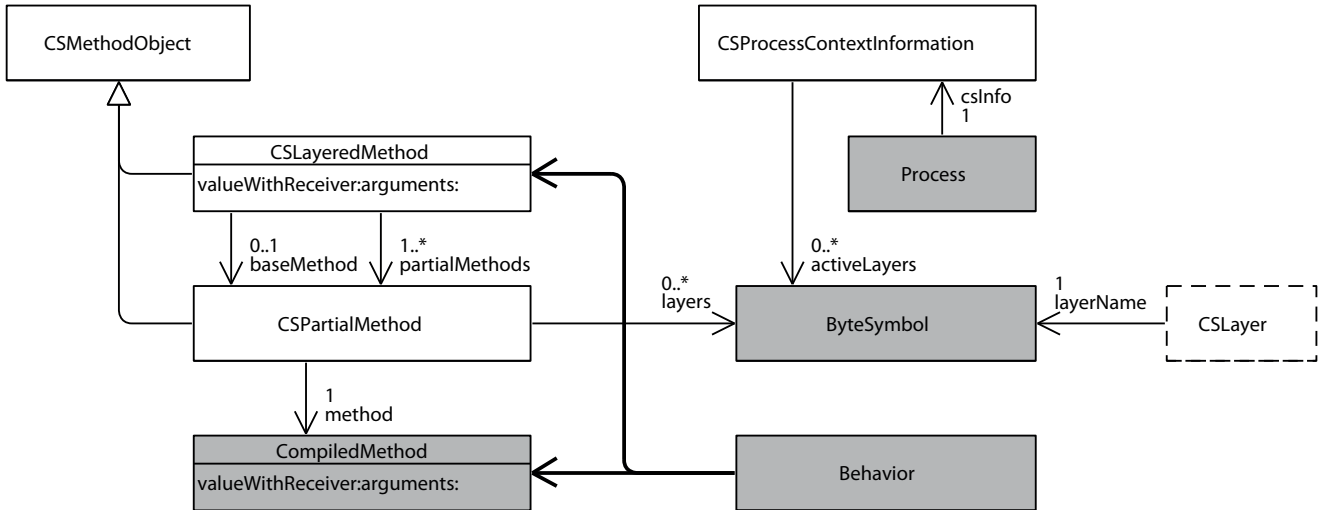 CSMethodObject
CSProcessContextInformation
csInfo
1
CSLayeredMethod
valueWithReceiver:arguments:
Process
0..1
baseMethod
1..*
partialMethods
0..*
activeLayers
CSPartialMethod
0..*
layers
ByteSymbol
1
layerName
CSLayer
1
method
CompiledMethod
valueWithReceiver:arguments:
Behavior